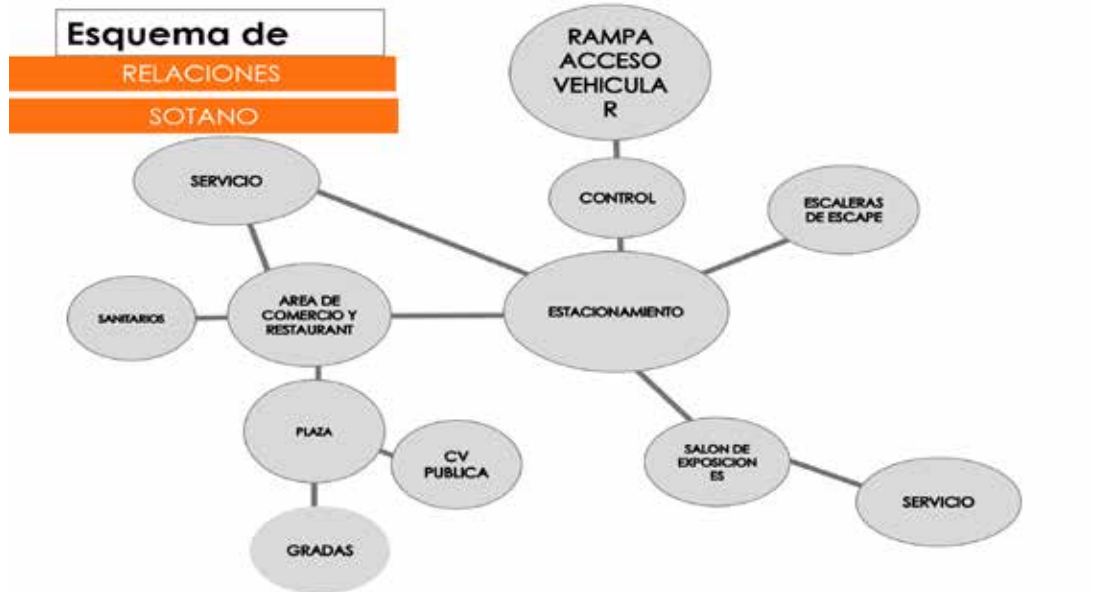 Esquema de
RELACIONES
SOTANO
RAMPA
ACCESO
VEHICULA
R
SERVICIO
CONTROL
ESCALERAS
DE ESCAPE
SANITARIOS
AREA DE
COMERCIO Y
RESTAURANT
ESTACIONAMIENTO
PLAZA
CV
PUBLICA
SALON DE
EXPOSICION
ES
SERVICIO
GRADAS